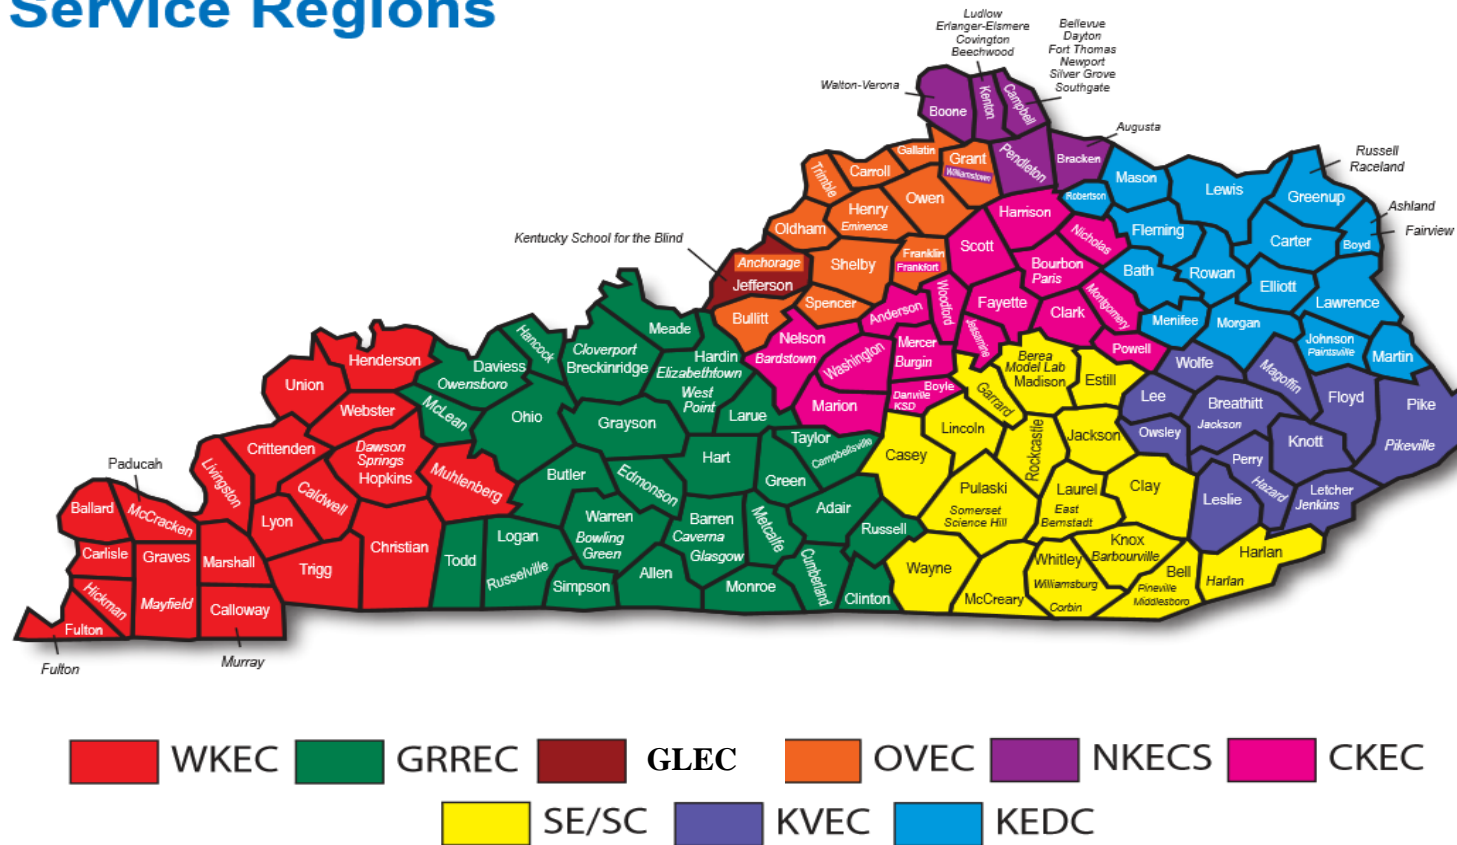 Service Regions
Ludlow
Erlanger-Elsmere
Covington
Beechwood
Bellevue
Dayton
Fort Thomas
Newport
Silver Grove
Southgate
Walton-Verona
Boone
Kenton
Campbell
Augusta
Gallatin
Grant
Williamstown
Pendleton
Bracken
Russell
Raceland
Trimble
Carroll
Owen
Robertson
Mason
Lewis
Greenup
Ashland
Fairview
Henry
Eminence
Oldham
Harrison
Nicholas
Fleming
Carter
Boyd
Kentucky School for the Blind
Anchorage
Jefferson
Shelby
Franklin
Frankfort
Scott
Bourbon
Paris
Bath
Rowan
Elliott
Lawrence
Bullitt
Spencer
Anderson
Woodford
Fayette
Clark
Montgomery
Menifee
Morgan
Johnson
Paintsville
Martin
Meade
Hancock
Nelson
Bardstown
Washington
Mercer
Burgin
Jessamine
Powell
Wolfe
Magoffin
Floyd
Pike
Pikeville
Henderson
Union
Webster
Daviess
Owensboro
McLean
Cloverport
Breckinridge
Hardin
Elizabethtown
West
Point
Larue
Marion
Boyle
Danville
KSD
Garrard
Berea
Model Lab
Madison
Estill
Lee
Owsley
Breathitt
Jackson
Knott
Perry
Hazard
Letcher
Jenkins
Leslie
Crittenden
Livingston
Dawson
Springs
Hopkins
Caldwell
Lyon
Muhlenberg
Ohio
Grayson
Butler
Edmonson
Hart
Taylor
Campbellsville
Green
Casey
Lincoln
Rockcastle
Jackson
Pulaski
Somerset
Science Hill
Laurel
East
Bernstadt
Clay
Paducah
Ballard
McCracken
Carlisle
Graves
Mayfield
Marshall
Hickman
Fulton
Calloway
Trigg
Christian
Todd
Logan
Russelville
Warren
Bowling
Green
Simpson
Allen
Barren
Caverna
Glasgow
Metcalfe
Monroe
Adair
Russell
Cumberland
Clinton
Wayne
McCreary
Whitley
Williamsburg
Corbin
Knox
Barbourville
Bell
Pineville
Middlesboro
Harlan
Harlan
Fulton
Murray
WKEC GRREC GLEC OVEC NKECS CKEC
SE/SC KVEC KEDC